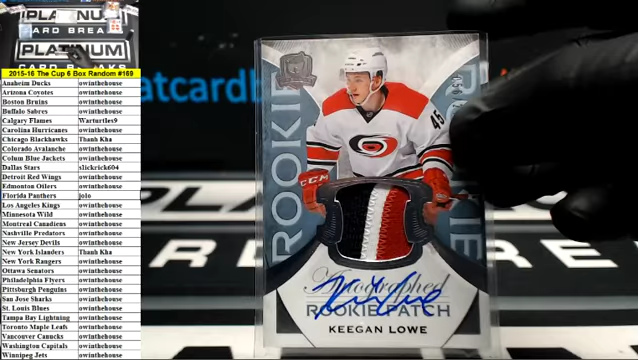 PLATINUM
CARD BREAKS
PLATINUM
2015-16 The Cup 6 Box Random #169
Anaheim Ducks owinthehouse
Arizona Coyotes owinthehouse
Boston Bruins owinthehouse
Buffalo Sabres owinthehouse
Calgary Flames Warturtles9
Carolina Hurricanes owinthehouse
Chicago Blackhawks Thank Kha
Colorado Avalanche owinthehouse
Colum Blue Jackets owinthehouse
Dallas Stars slickrick604
Detroit Red Wings owinthehouse
Edmonton Oilers owinthehouse
Florida Panthers jolo
Los Angeles Kings owinthehouse
Minnesota Wild owinthehouse
Montreal Canadiens owinthehouse
Nashville Predators owinthehouse
New Jersey Devils owinthehouse
New York Islanders Thank Kha
New York Rangers owinthehouse
Ottawa Senators owinthehouse
Philadelphia Flyers owinthehouse
Pittsburgh Penguins owinthehouse
San Jose Sharks owinthehouse
St. Louis Blues owinthehouse
Tampa Bay Lightning owinthehouse
Toronto Maple Leafs owinthehouse
Vancouver Canucks owinthehouse
Washington Capitals owinthehouse
Winnipeg Jets owinthehouse
atcardb
ROOKIE
45
CCM
Autographed
ROOKIE PATCH
KEEGAN LOWE